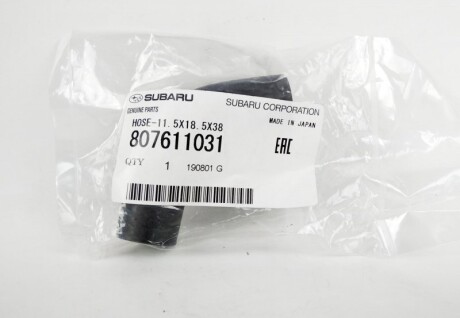 SUBARU SUBARU CORPORATION
GENUINE PARTS MADE IN JAPAN
HOSE-11.5X18.5X38
807611031 EAC
QTY 1 190801 G